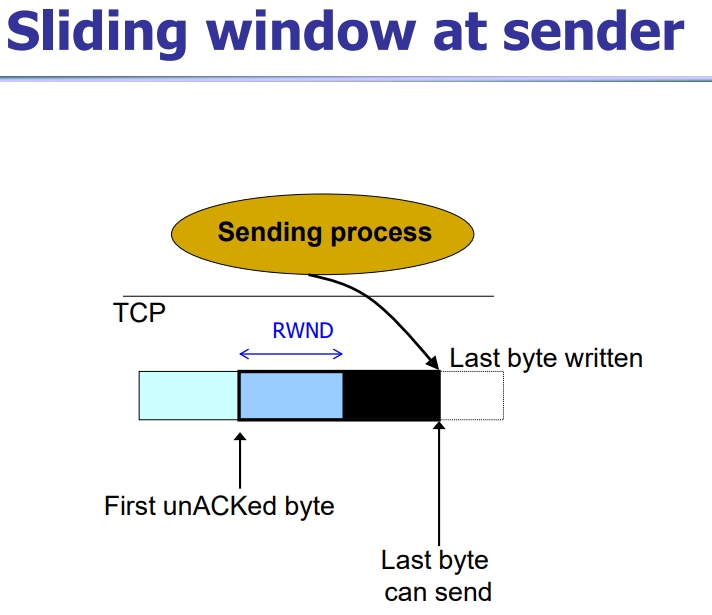 Sliding window at sender
Sending process
TCP
RWND
Last byte written
First unACKed byte
Last byte
can send